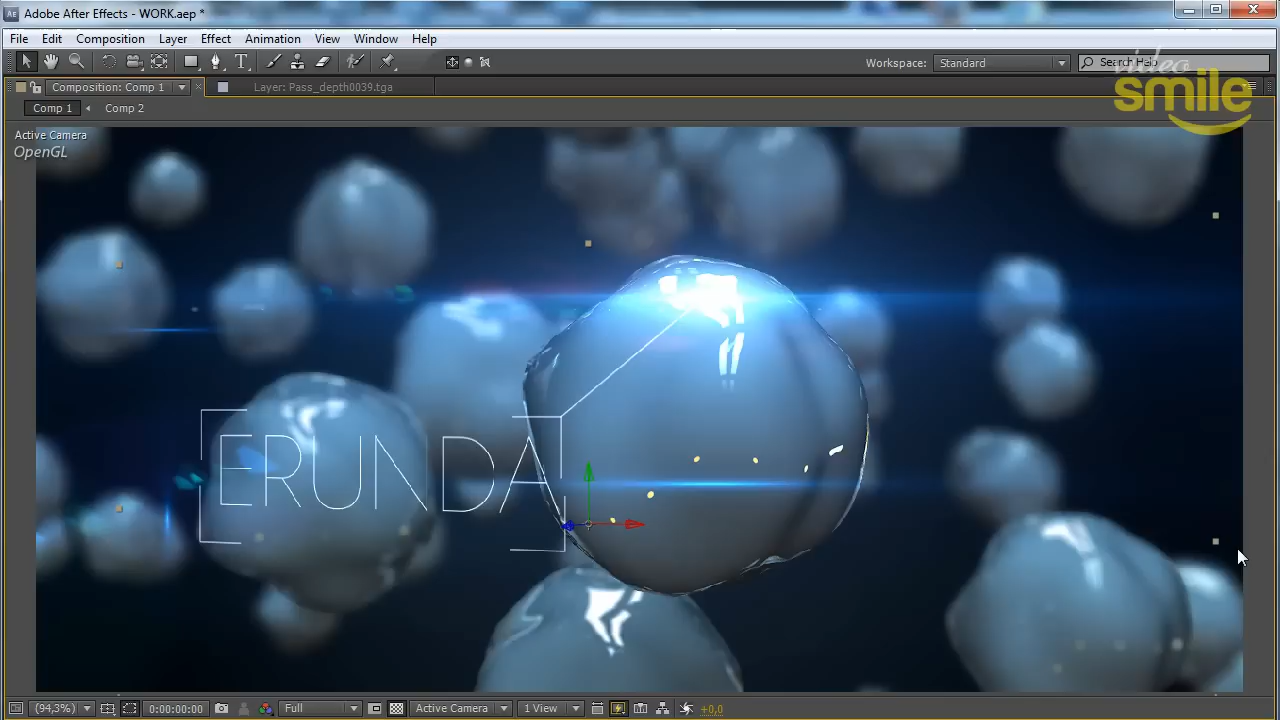 Adobe After Effects - WORK.aep *
File Edit Composition Layer Effect Animation View Window Help
Workspace: Standard Search Help
video
smile
Composition: Comp 1 Layer: Pass_depth0039.tga
Comp 1 Comp 2
Active Camera
OpenGL
ERUNDA
(94,3%) 0:00:00:00 Full Active Camera 1 View +0,0